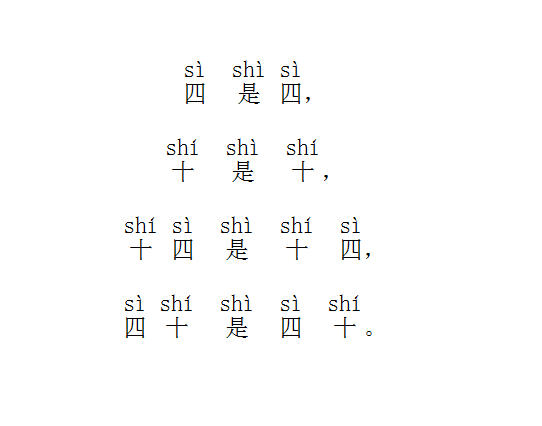 sì shì sì
四 是 四，
shí shì shí
十 是 十，
shí sì shì shí sì
十 四 是 十 四，
sì shí shì sì shí
四 十 是 四 十。